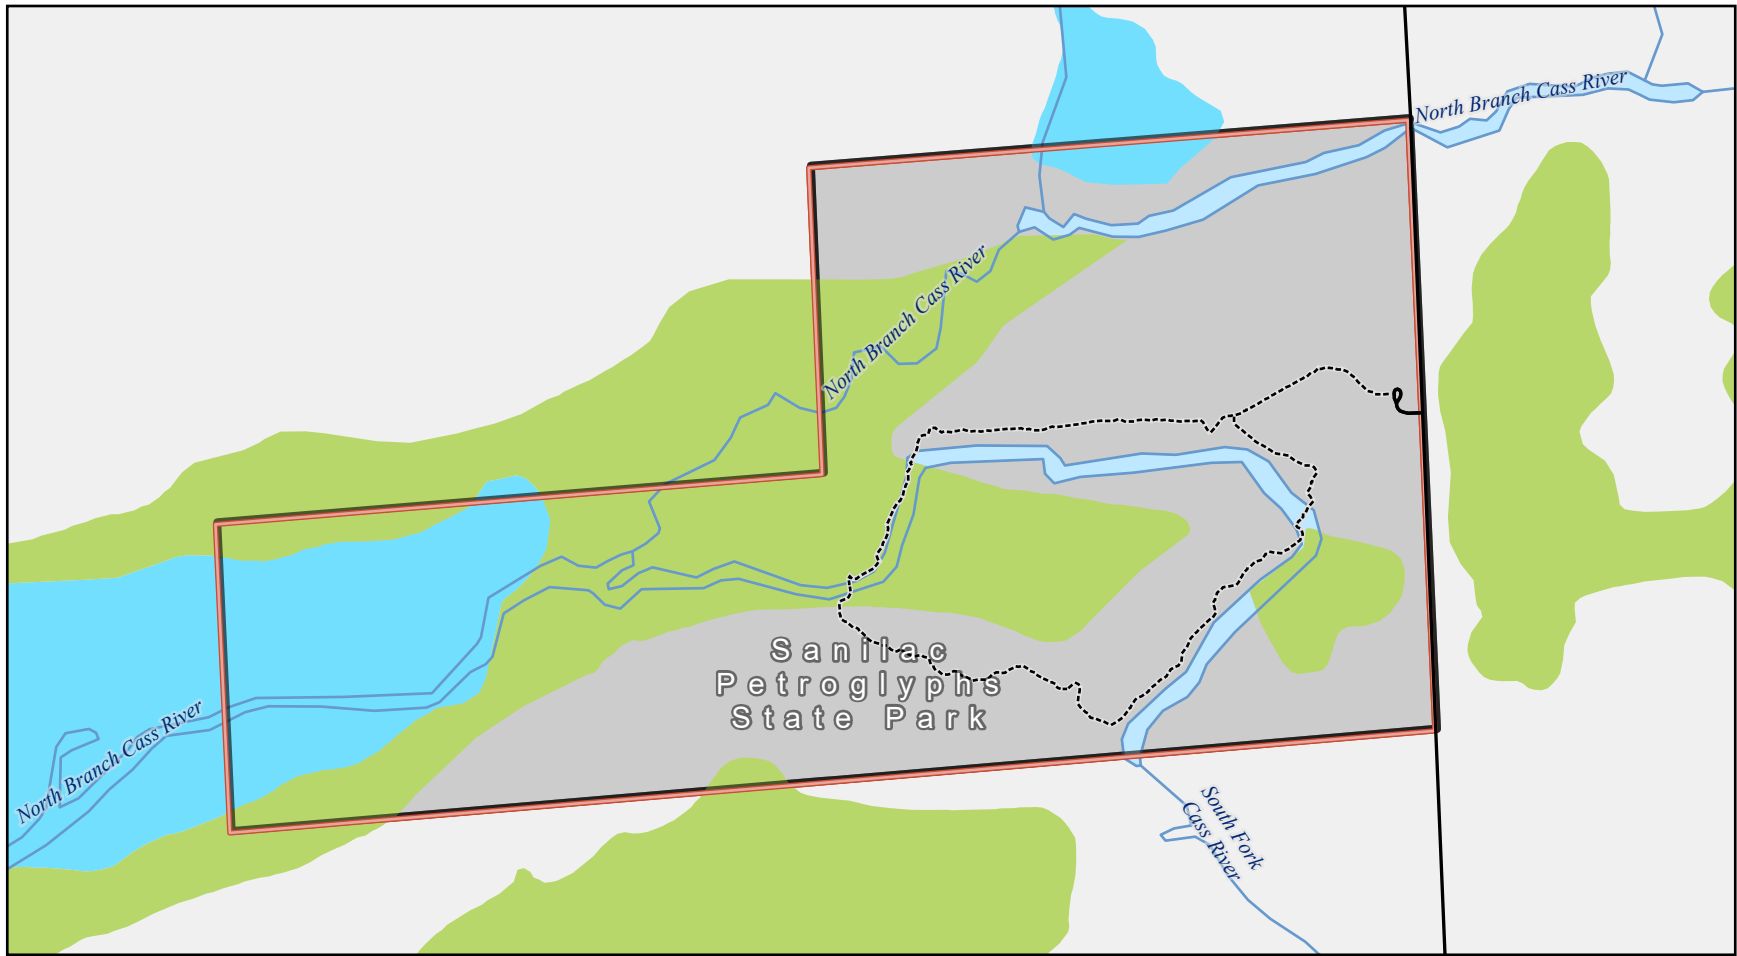 North Branch Cass River
North Branch Cass River
Sanilac
Petroglyphs
State Park
North Branch Cass River
South Fork
Cass River